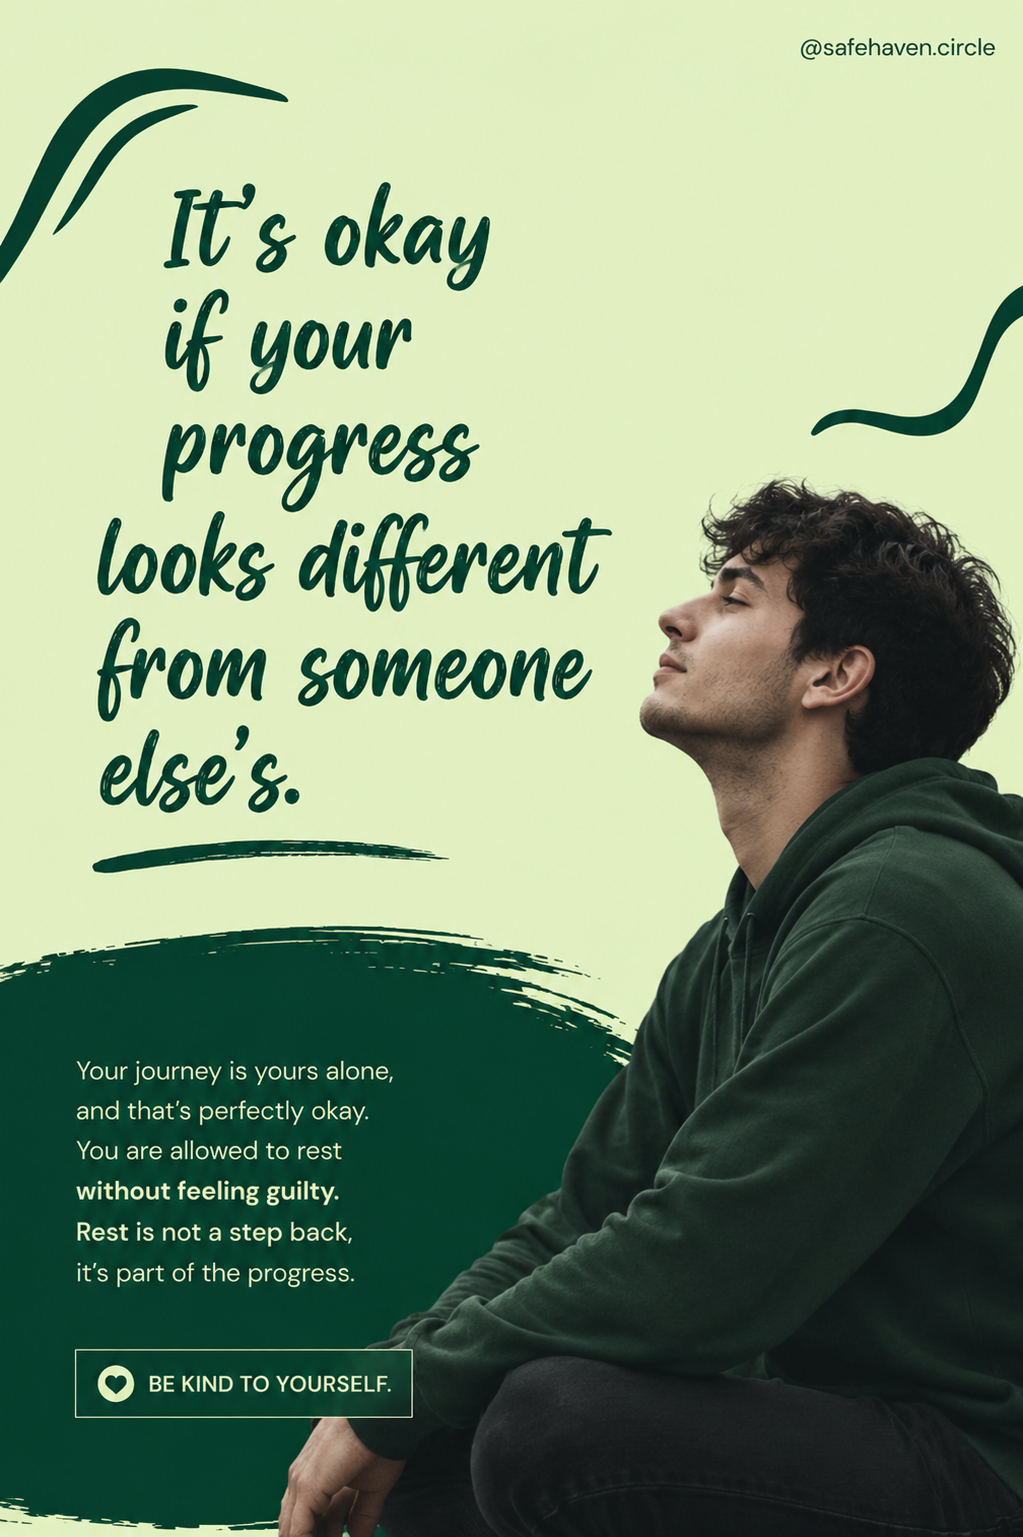 @safehaven.circle
It’s okay
if your
progress
looks different
from someone
else’s.
Your journey is yours alone,
and that’s perfectly okay.
You are allowed to rest
without feeling guilty.
Rest is not a step back,
it’s part of the progress.
BE KIND TO YOURSELF.